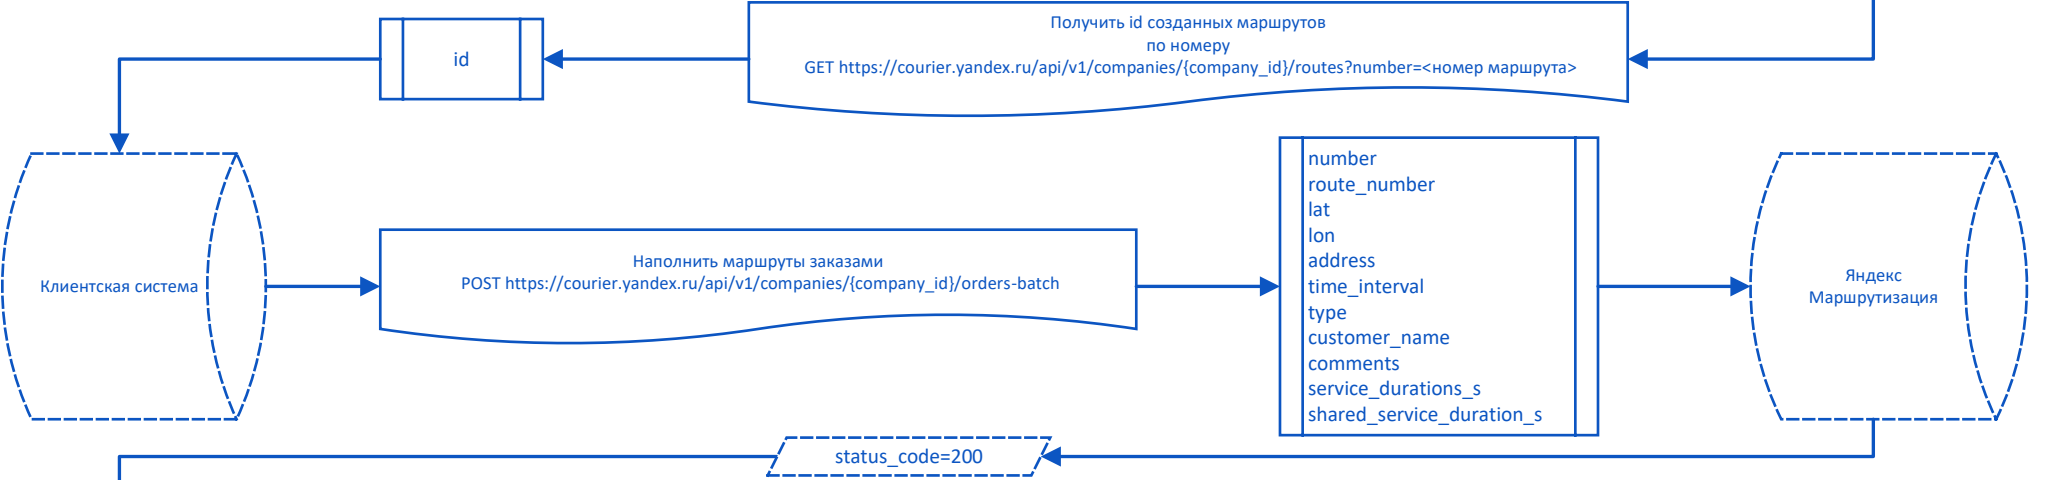 Получить id созданных маршрутов
по номеру
GET https://courier.yandex.ru/api/v1/companies/{company_id}/routes?number=<номер маршрута>
id
Клиентская система
Наполнить маршруты заказами
POST https://courier.yandex.ru/api/v1/companies/{company_id}/orders-batch
number
route_number
lat
lon
address
time_interval
type
customer_name
comments
service_durations_s
shared_service_duration_s
Яндекс
Маршрутизация
status_code=200